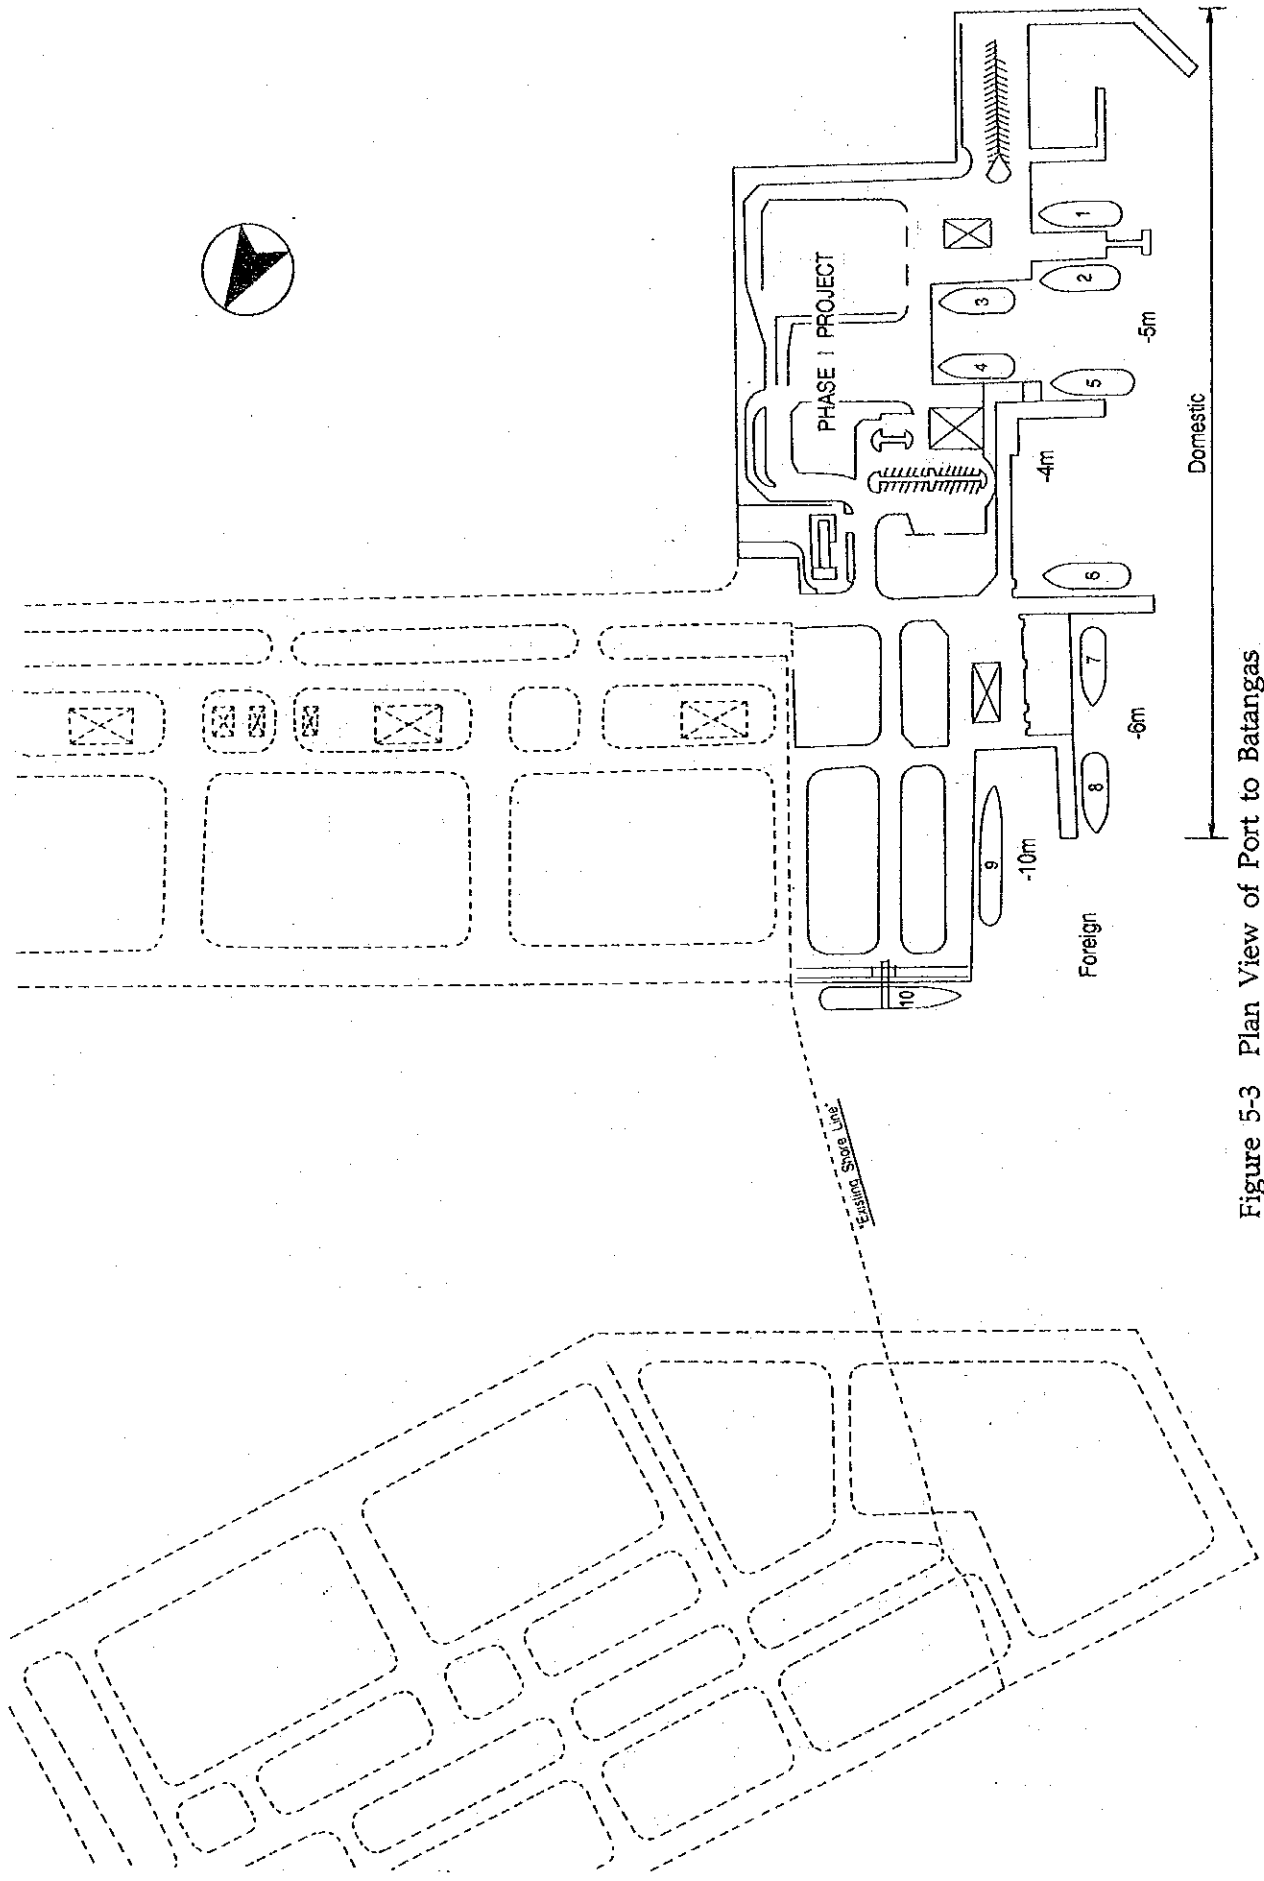 PHASE 1 PROJECT
1
2
3
4
5
6
7
8
9
10
-5m
-4m
-6m
-10m
Domestic
Foreign
"Existing Shore Line"
Figure 5-3 Plan View of Port to Batangas